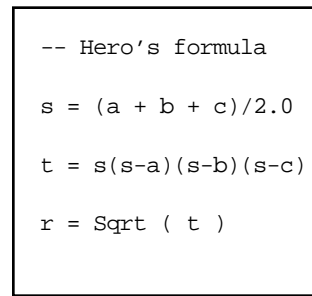 -- Hero's formula
s = (a + b + c)/2.0
t = s(s-a)(s-b)(s-c)
r = Sqrt ( t )